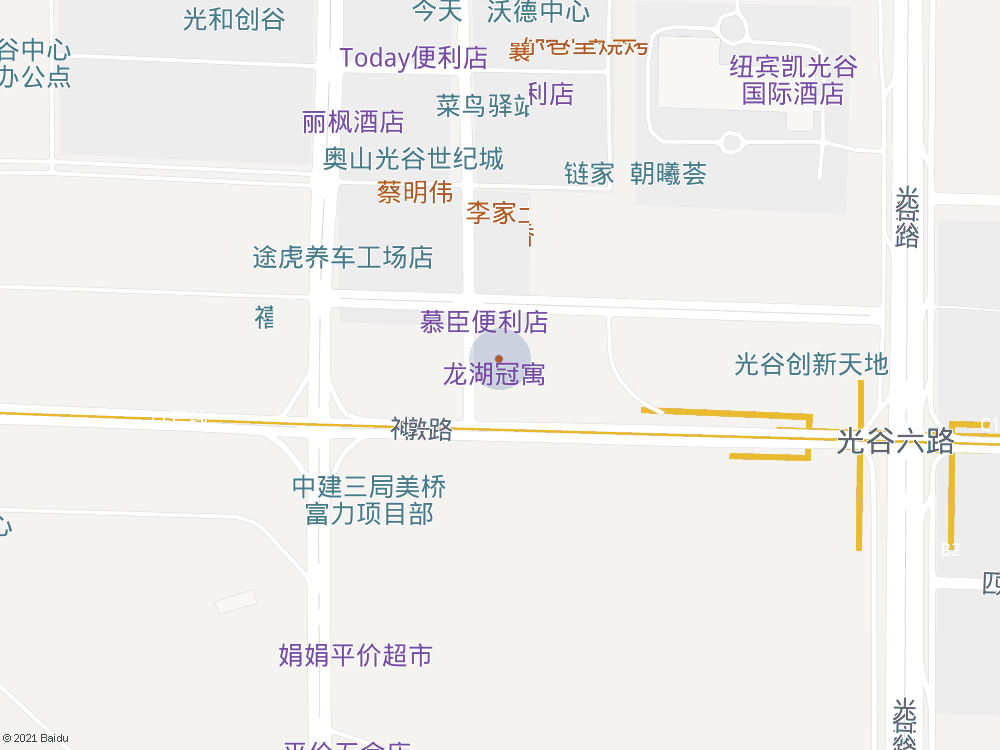 今天
沃德中心
光和创谷
谷中心
办公点
Today便利店
纽宾凯光谷
国际酒店
菜鸟驿站
利店
丽枫酒店
奥山光谷世纪城
链家
朝曦荟
蔡明伟
李家
光谷路
途虎养车工场店
禧
慕臣便利店
龙湖冠寓
光谷创新天地
敦路
光谷六路
中建三局美桥
富力项目部
心
B2
四
娟娟平价超市
© 2021 Baidu